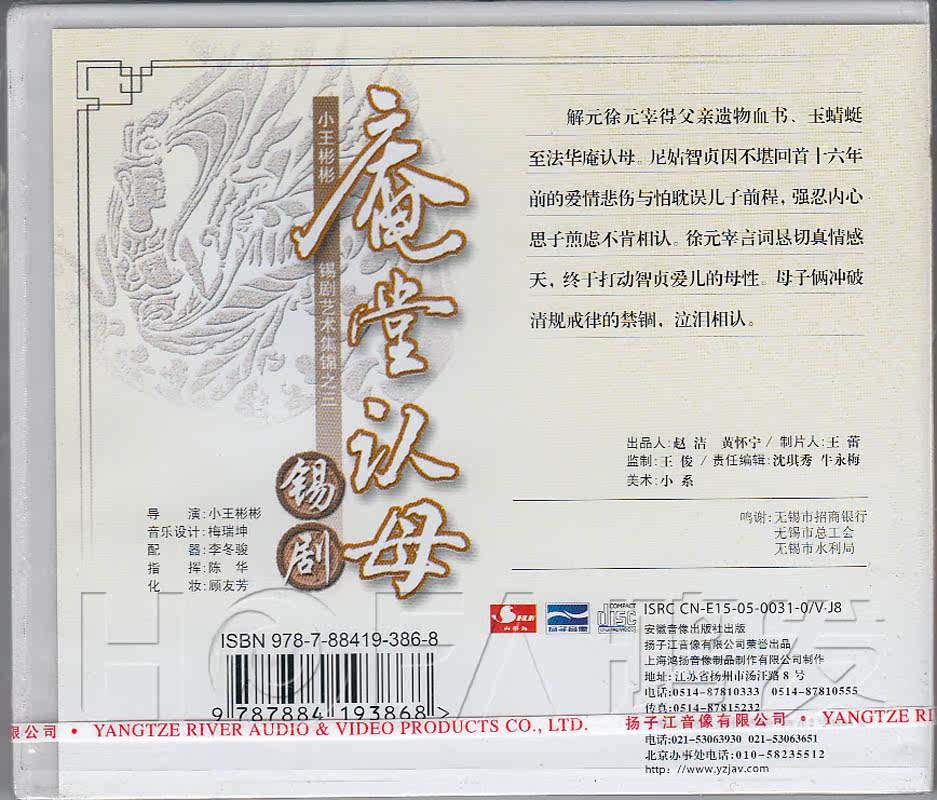 小王彬彬
锡剧艺术集锦之三
庵堂认母
锡剧
解元徐元宰得父亲遗物血书、玉蜻蜓
至法华庵认母。尼姑智贞因不堪回首十六年
前的爱情悲伤与怕耽误儿子前程,强忍内心
思子煎虑不肯相认。徐元宰言词恳切真情感
天,终于打动智贞爱儿的母性。母子俩冲破
清规戒律的禁锢,泣泪相认。
出品人:赵 洁 黄怀宁 / 制片人:王 蕾
监制:王 俊 / 责任编辑:沈琪秀 牛永梅
美术:小 系
鸣谢:无锡市招商银行
无锡市总工会
无锡市水利局
导 演:小王彬彬
音乐设计:梅瑞坤
配 器:李冬骏
指 挥:陈 华
化 妆:顾友芳
ISBN 978-7-88419-386-8
9 787884 193868 >
COMPACT
disc
ISRC CN-E15-05-0031-0/V·J8
安徽音像出版社出版
扬子江音像有限公司荣誉出品
上海鸿扬音像制品制作有限公司制作
地址:江苏省扬州市汤汪路 8 号
电话:0514-87810333 0514-87810555
传真:0514-87815232
限公司 • YANGTZE RIVER AUDIO & VIDEO PRODUCTS CO., LTD. 扬子江音像有限公司 • YANGTZE RI
电话:021-53063930 021-53063651
北京办事处电话:010-58235512
http://www.yzjav.com
HOFA鸿发